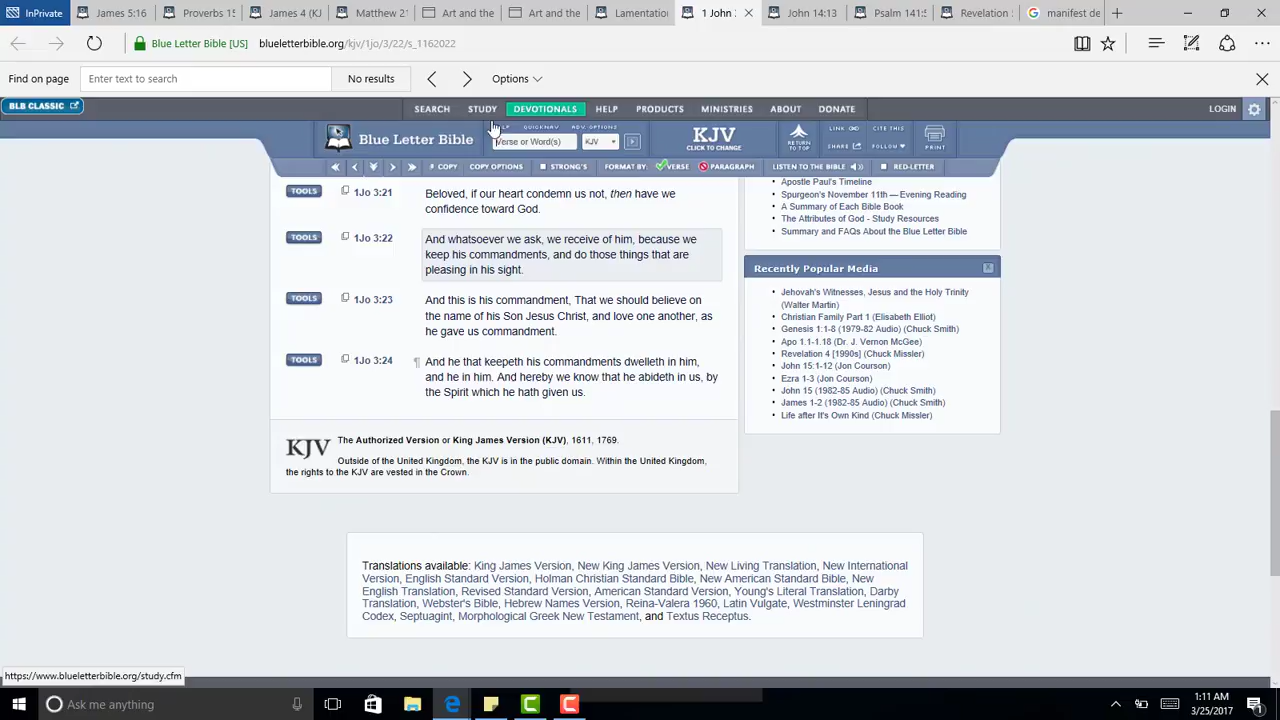 InPrivate
James 5:16
Proverbs 15
James 4 (KJ
Matthew 21
Art and the
Art and the
Lamentation
1 John 3
John 14:13
Psalm 141:5
Revelation
manifest de
Blue Letter Bible [US]
blueletterbible.org/kjv/1jo/3/22/s_1162022
Find on page
Enter text to search
No results
Options
BLB CLASSIC
SEARCH STUDY DEVOTIONALS HELP PRODUCTS MINISTRIES ABOUT DONATE
LOGIN
Blue Letter Bible
QUICKNAV ADV. OPTIONS
Verse or Word(s)
KJV
KJV
CLICK TO CHANGE
RETURN TO TOP
LINK
CITE THIS
SHARE
FOLLOW
PRINT
COPY COPY OPTIONS STRONG'S FORMAT BY: VERSE PARAGRAPH LISTEN TO THE BIBLE RED-LETTER
TOOLS 1Jo 3:21 Beloved, if our heart condemn us not, then have we
confidence toward God.
TOOLS 1Jo 3:22 And whatsoever we ask, we receive of him, because we
keep his commandments, and do those things that are
pleasing in his sight.
TOOLS 1Jo 3:23 And this is his commandment, That we should believe on
the name of his Son Jesus Christ, and love one another, as
he gave us commandment.
TOOLS 1Jo 3:24 ¶ And he that keepeth his commandments dwelleth in him,
and he in him. And hereby we know that he abideth in us, by
the Spirit which he hath given us.
KJV
The Authorized Version or King James Version (KJV), 1611, 1769.
Outside of the United Kingdom, the KJV is in the public domain. Within the United Kingdom,
the rights to the KJV are vested in the Crown.
Apostle Paul's Timeline
Spurgeon's November 11th — Evening Reading
A Summary of Each Bible Book
The Attributes of God - Study Resources
Summary and FAQs About the Blue Letter Bible
Recently Popular Media
Jehovah's Witnesses, Jesus and the Holy Trinity
(Walter Martin)
Christian Family Part 1 (Elisabeth Elliot)
Genesis 1:1-8 (1979-82 Audio) (Chuck Smith)
Apo 1.1-1.18 (Dr. J. Vernon McGee)
Revelation 4 [1990s] (Chuck Missler)
John 15:1-12 (Jon Courson)
Ezra 1-3 (Jon Courson)
John 15 (1982-85 Audio) (Chuck Smith)
James 1-2 (1982-85 Audio) (Chuck Smith)
Life after It's Own Kind (Chuck Missler)
Translations available: King James Version, New King James Version, New Living Translation, New International
Version, English Standard Version, Holman Christian Standard Bible, New American Standard Bible, New
English Translation, Revised Standard Version, American Standard Version, Young's Literal Translation, Darby
Translation, Webster's Bible, Hebrew Names Version, Reina-Valera 1960, Latin Vulgate, Westminster Leningrad
Codex, Septuagint, Morphological Greek New Testament, and Textus Receptus.
https://www.blueletterbible.org/study.cfm
Ask me anything
1:11 AM
3/25/2017